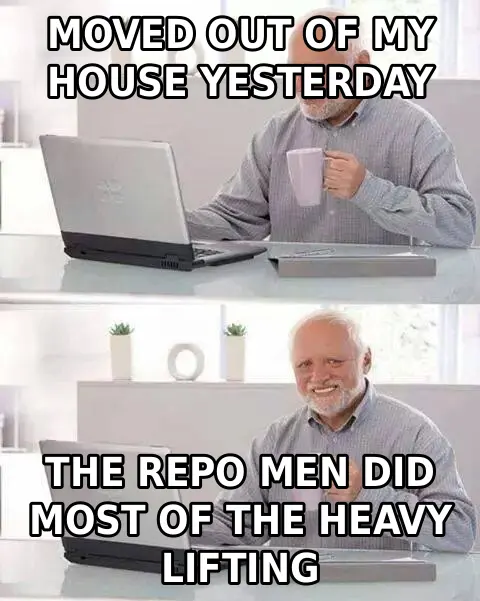 MOVED OUT OF MY
HOUSE YESTERDAY
THE REPO MEN DID
MOST OF THE HEAVY
LIFTING